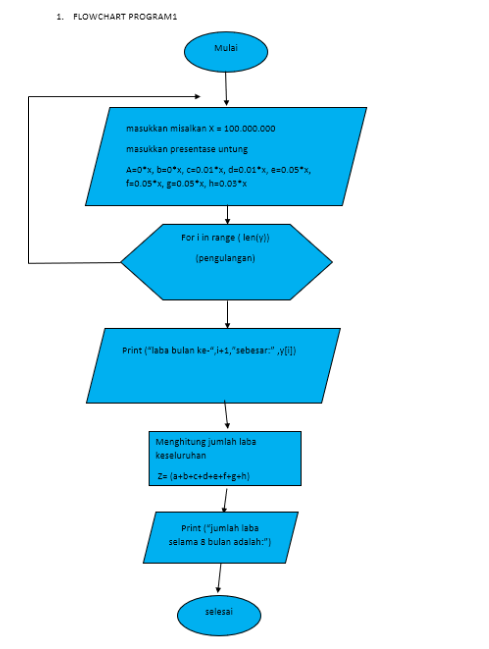 1. FLOWCHART PROGRAM1
Mulai
masukkan misalkan X = 100.000.000
masukkan presentase untung
A=0*x, b=0*x, c=0.01*x, d=0.01*x, e=0.05*x,
f=0.05*x, g=0.05*x, h=0.03*x
For i in range ( len(y))
(pengulangan)
Print ("laba bulan ke-",i+1,"sebesar:" ,y[i])
Menghitung jumlah laba
keseluruhan
Z= (a+b+c+d+e+f+g+h)
Print ("jumlah laba
selama 8 bulan adalah:")
selesai